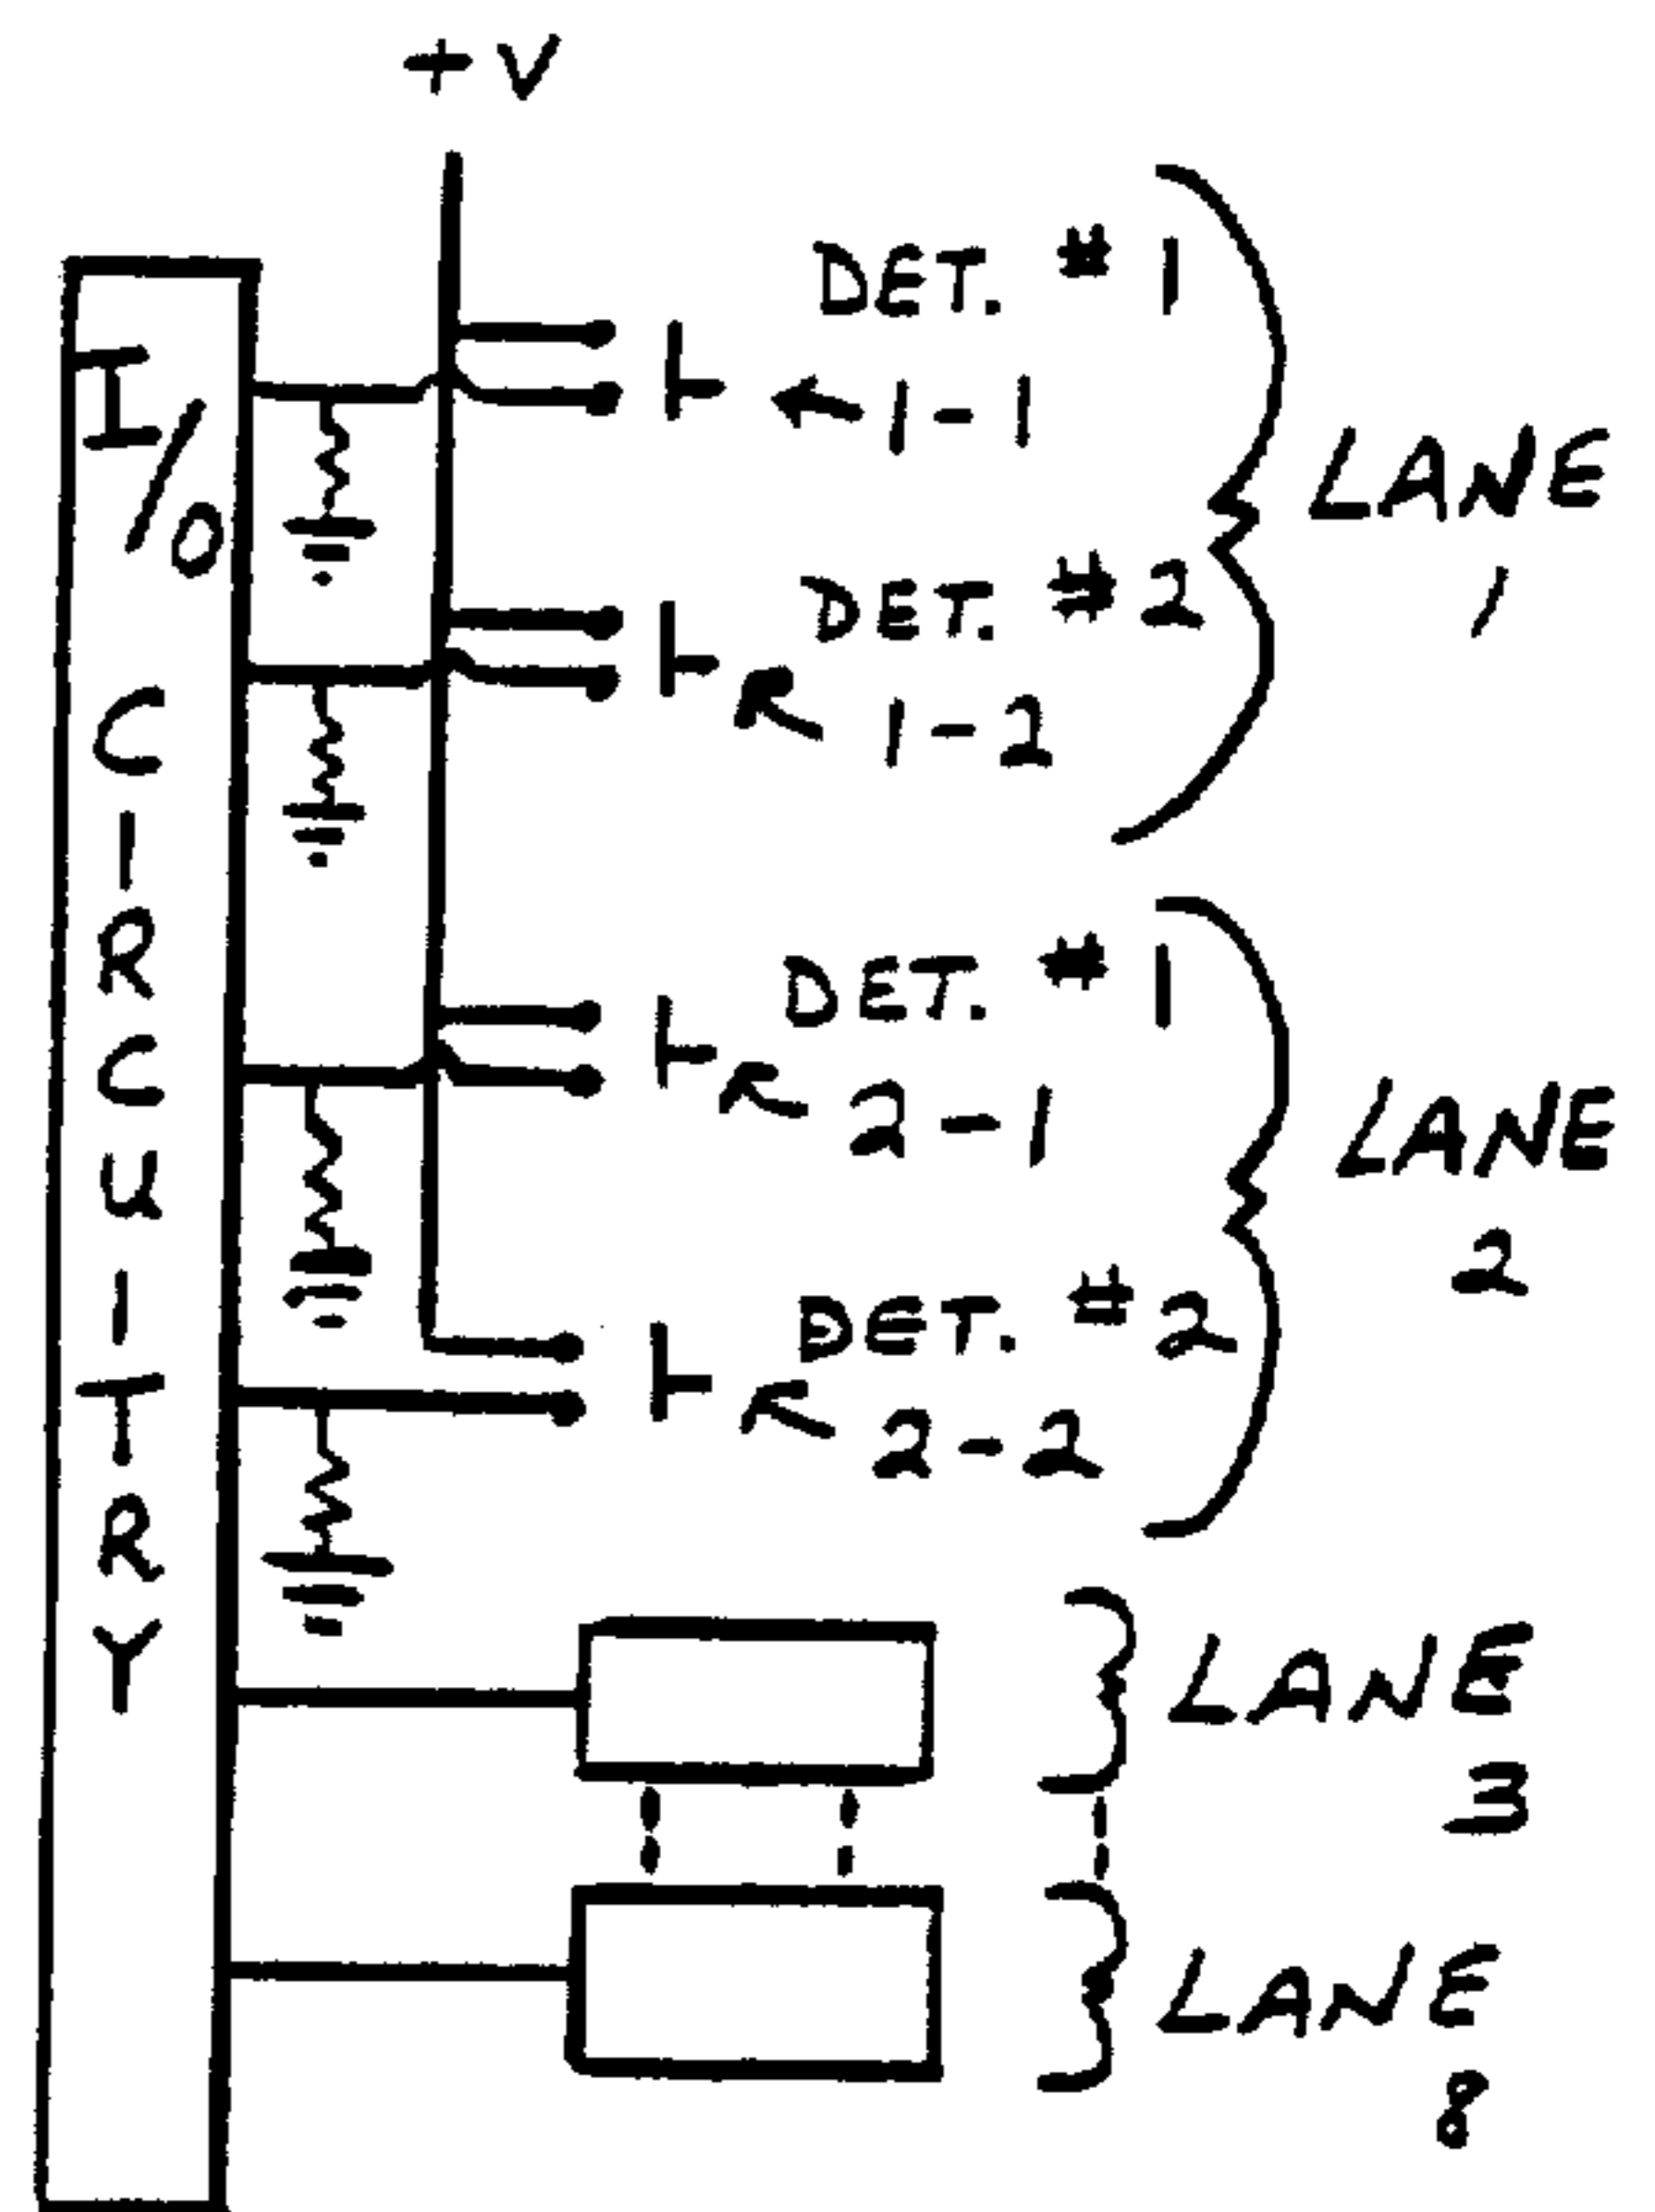 +V
I/O CIRCUITRY
DET. #1
1-1
DET. #2
1-2
LANE
1
DET. #1
2-1
DET. #2
2-2
LANE
2
LANE
3
LANE
8